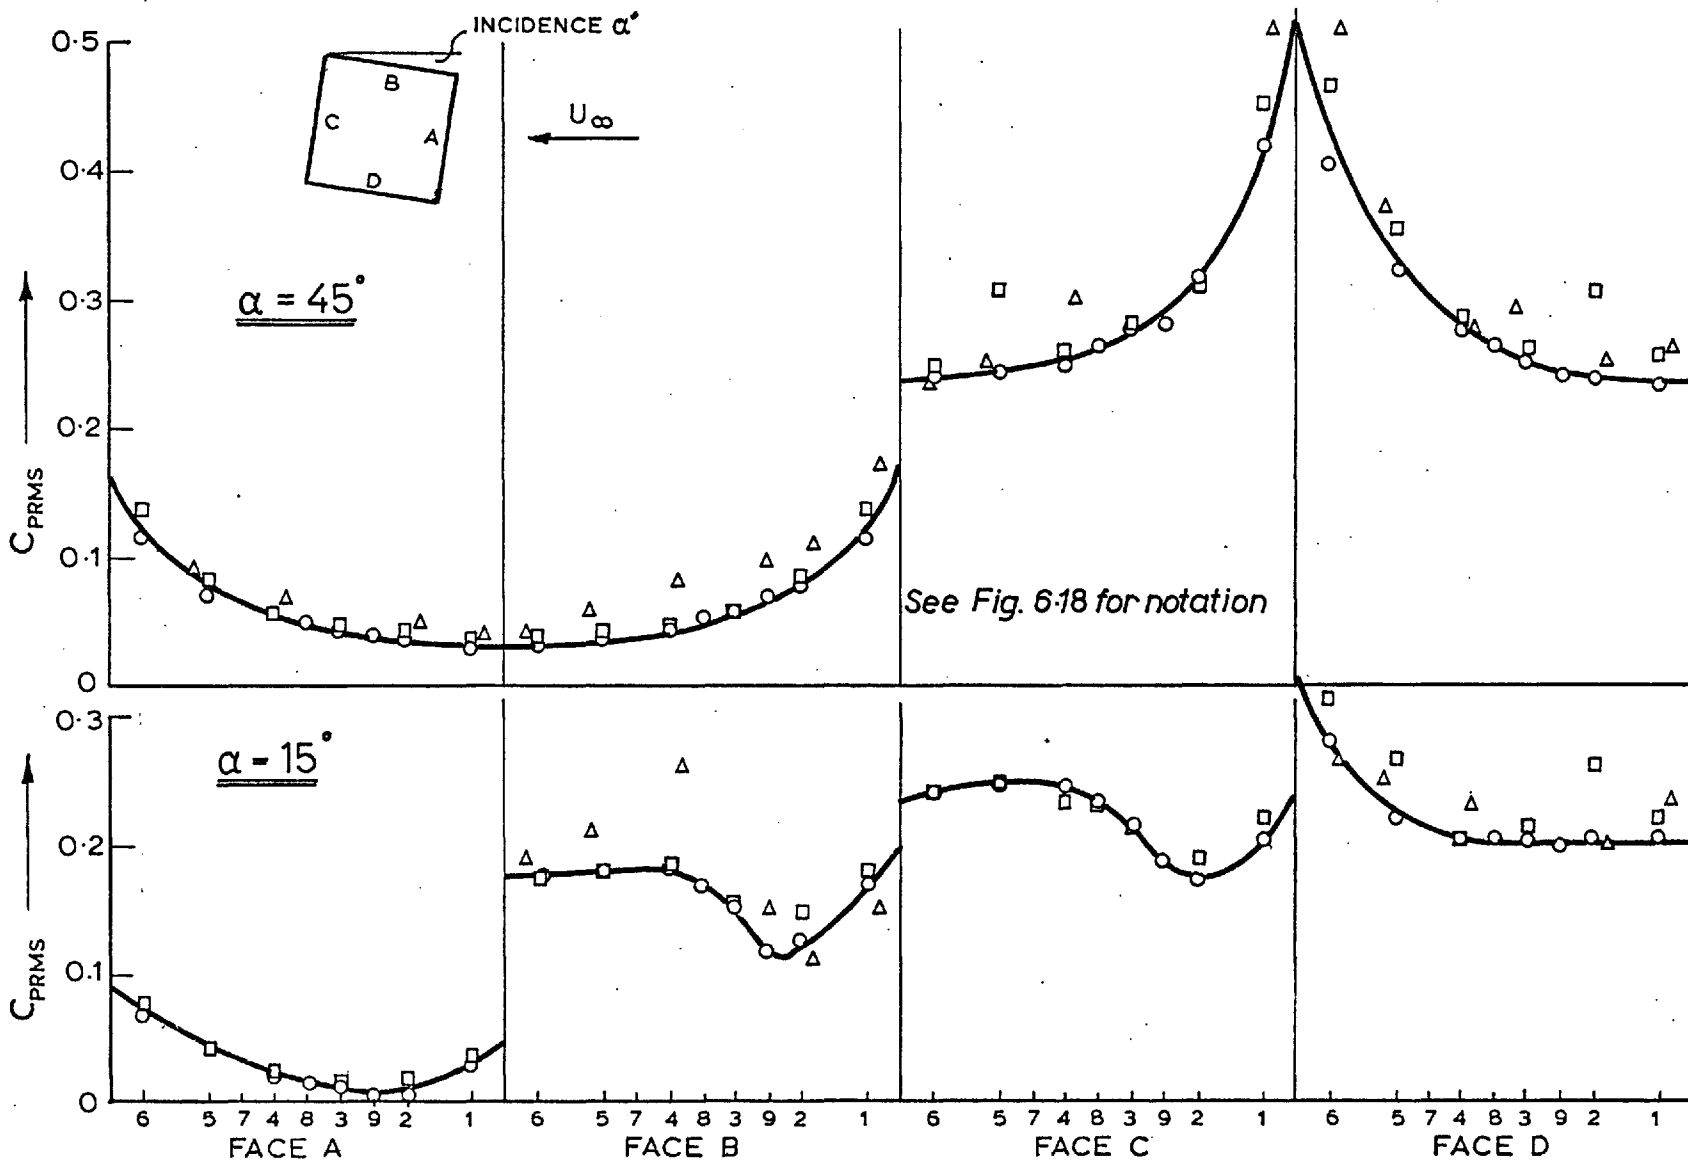 INCIDENCE α°
0.5
B
C
A
D
U∞
0.4
α = 45°
0.3
0.2
CPRMS
0.1
See Fig. 6.18 for notation
0
0.3
α = 15°
0.2
CPRMS
0.1
0
6 5 7 4 8 3 9 2 1 6 5 7 4 8 3 9 2 1 6 5 7 4 8 3 9 2 1 6 5 7 4 8 3 9 2 1
FACE A FACE B FACE C FACE D